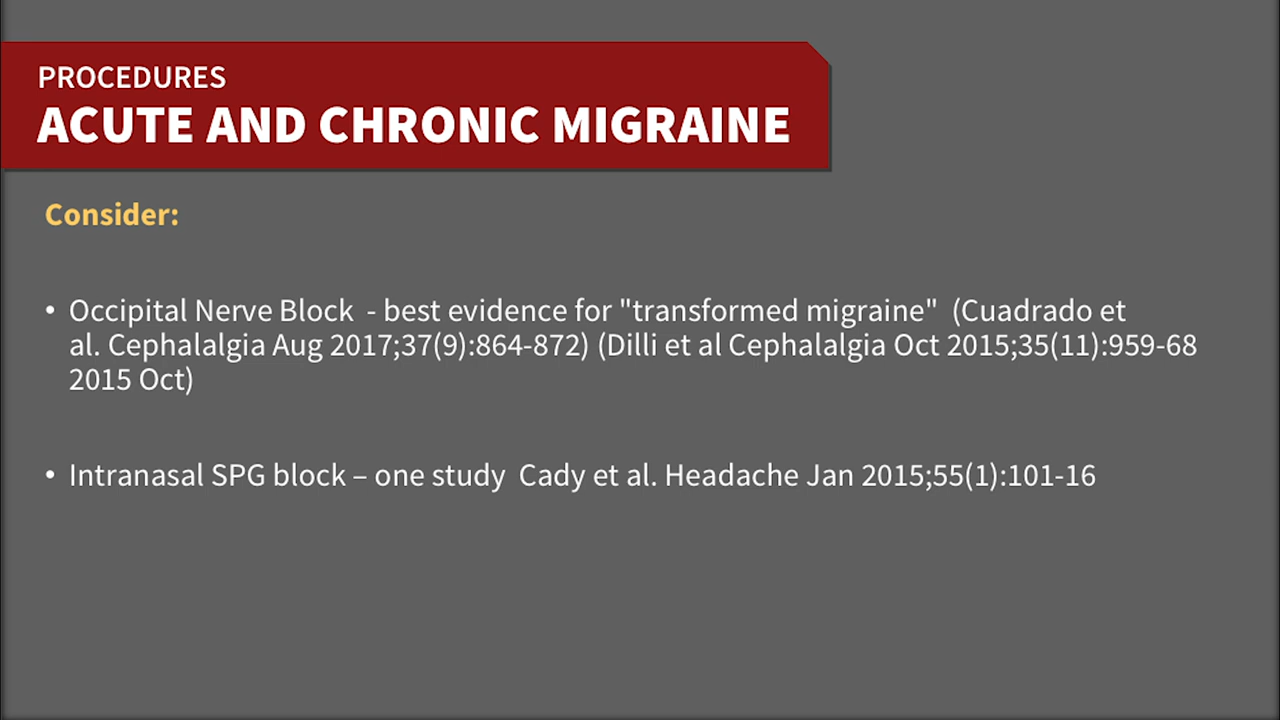 PROCEDURES
ACUTE AND CHRONIC MIGRAINE
Consider:
• Occipital Nerve Block  - best evidence for "transformed migraine"  (Cuadrado et
al. Cephalalgia Aug 2017;37(9):864-872) (Dilli et al Cephalalgia Oct 2015;35(11):959-68
2015 Oct)
• Intranasal SPG block – one study  Cady et al. Headache Jan 2015;55(1):101-16